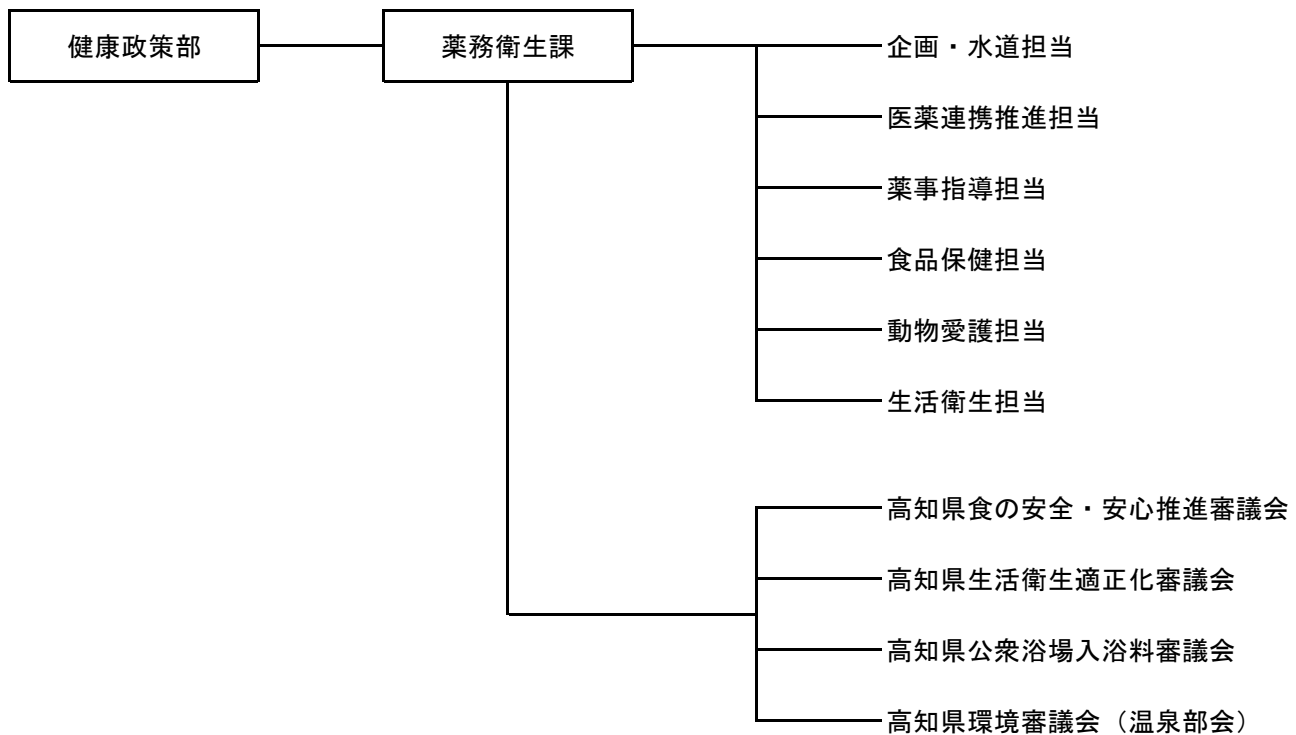 健康政策部
薬務衛生課
企画・水道担当
医薬連携推進担当
薬事指導担当
食品保健担当
動物愛護担当
生活衛生担当
高知県食の安全・安心推進審議会
高知県生活衛生適正化審議会
高知県公衆浴場入浴料審議会
高知県環境審議会（温泉部会）